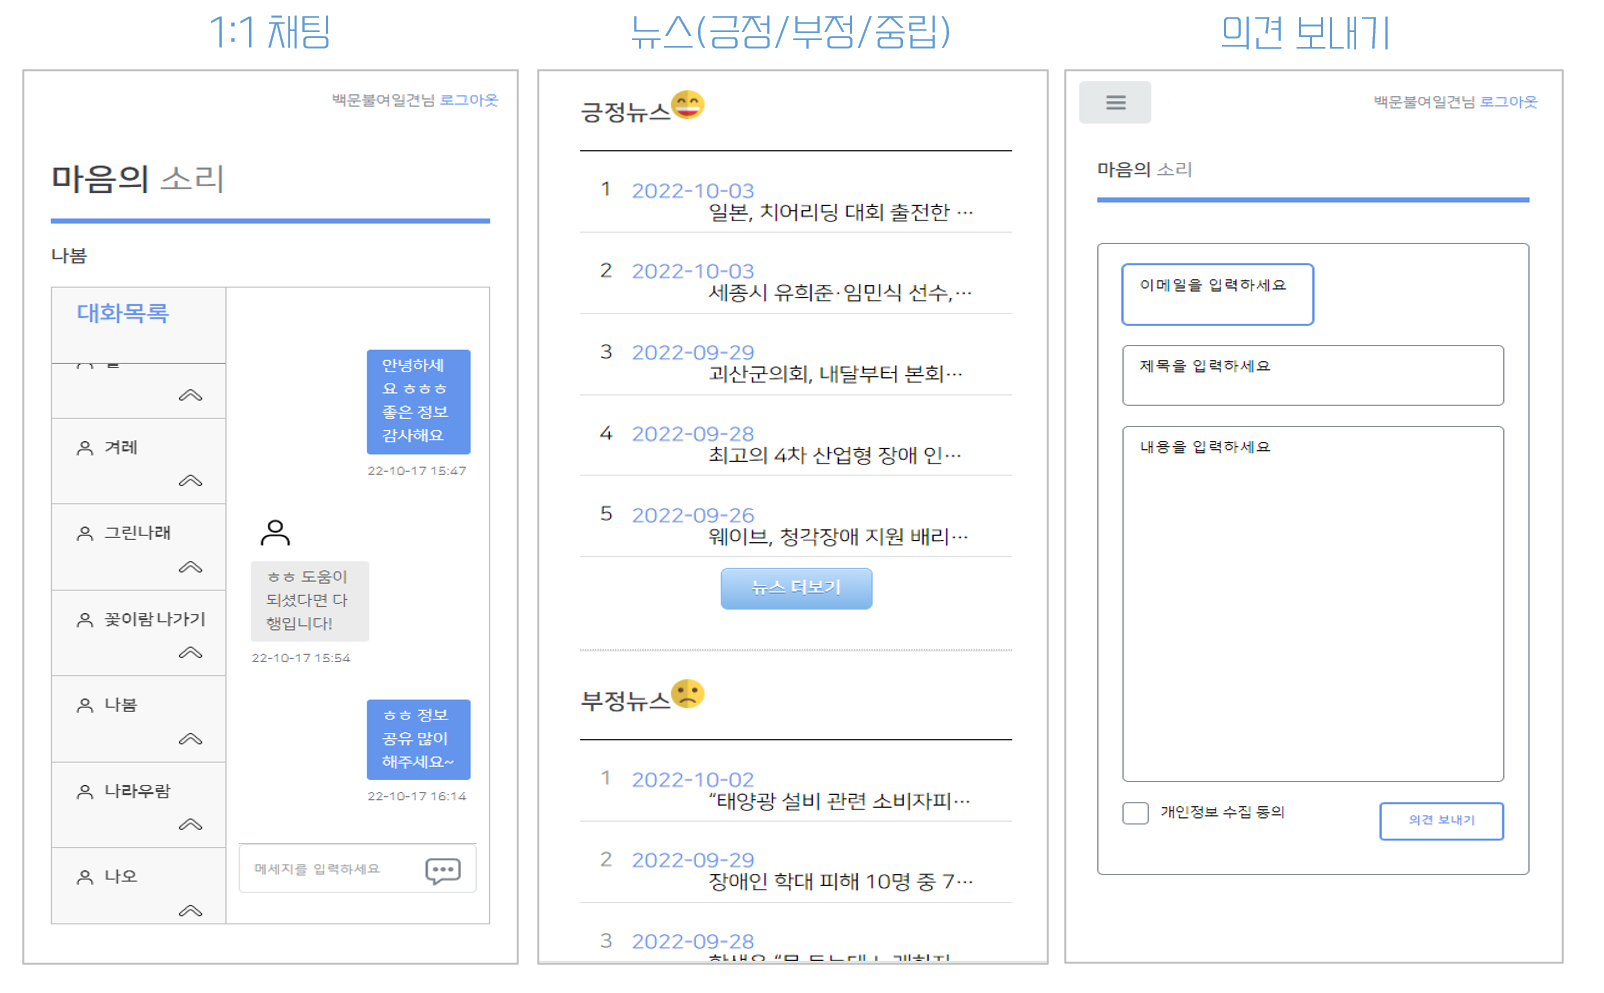 1:1 채팅
백문불여일견님 로그아웃
마음의 소리
나봄
대화목록
겨레
그린나래
꽃이람나가기
나봄
나라우람
나오
안녕하세
요 ㅎㅎㅎ
좋은 정보
감사해요
22-10-17 15:47
ㅎㅎ 도움이
되셨다면 다
행입니다!
22-10-17 15:54
ㅎㅎ 정보
공유 많이
해주세요~
22-10-17 16:14
메세지를 입력하세요
뉴스(긍정/부정/중립)
긍정뉴스
1 2022-10-03
일본, 치어리딩 대회 출전한 …
2 2022-10-03
세종시 유희준·임민식 선수,…
3 2022-09-29
괴산군의회, 내달부터 본회…
4 2022-09-28
최고의 4차 산업형 장애 인…
5 2022-09-26
웨이브, 청각장애 지원 배리…
뉴스 더보기
부정뉴스
1 2022-10-02
“태양광 설비 관련 소비자피…
2 2022-09-29
장애인 학대 피해 10명 중 7…
3 2022-09-28
의견 보내기
백문불여일견님 로그아웃
마음의 소리
이메일을 입력하세요
제목을 입력하세요
내용을 입력하세요
개인정보 수집 동의
의견 보내기